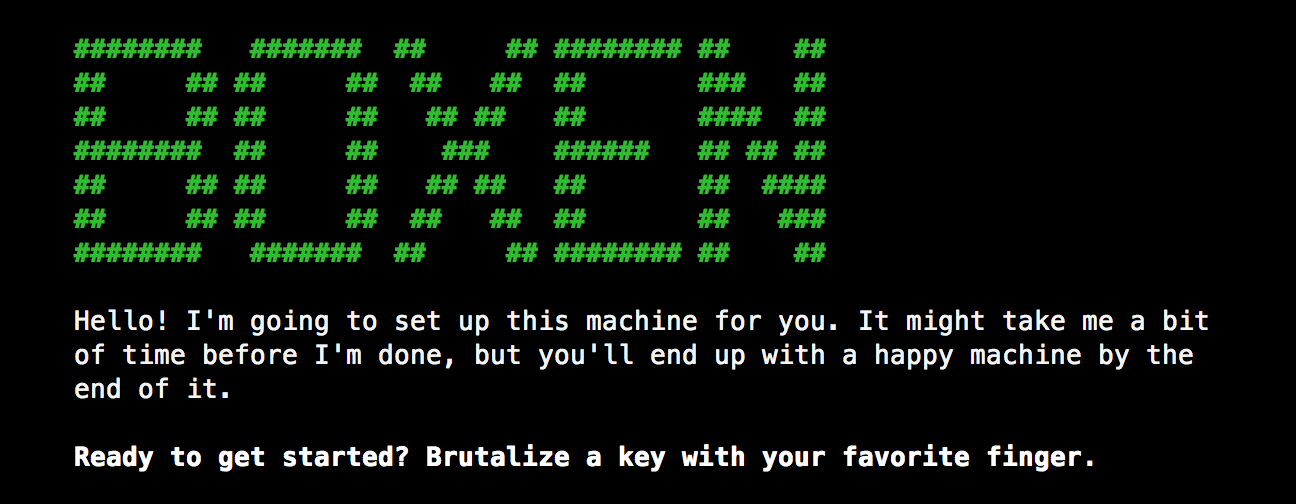 BOXEN
Hello! I'm going to set up this machine for you. It might take me a bit
of time before I'm done, but you'll end up with a happy machine by the
end of it.
Ready to get started? Brutalize a key with your favorite finger.